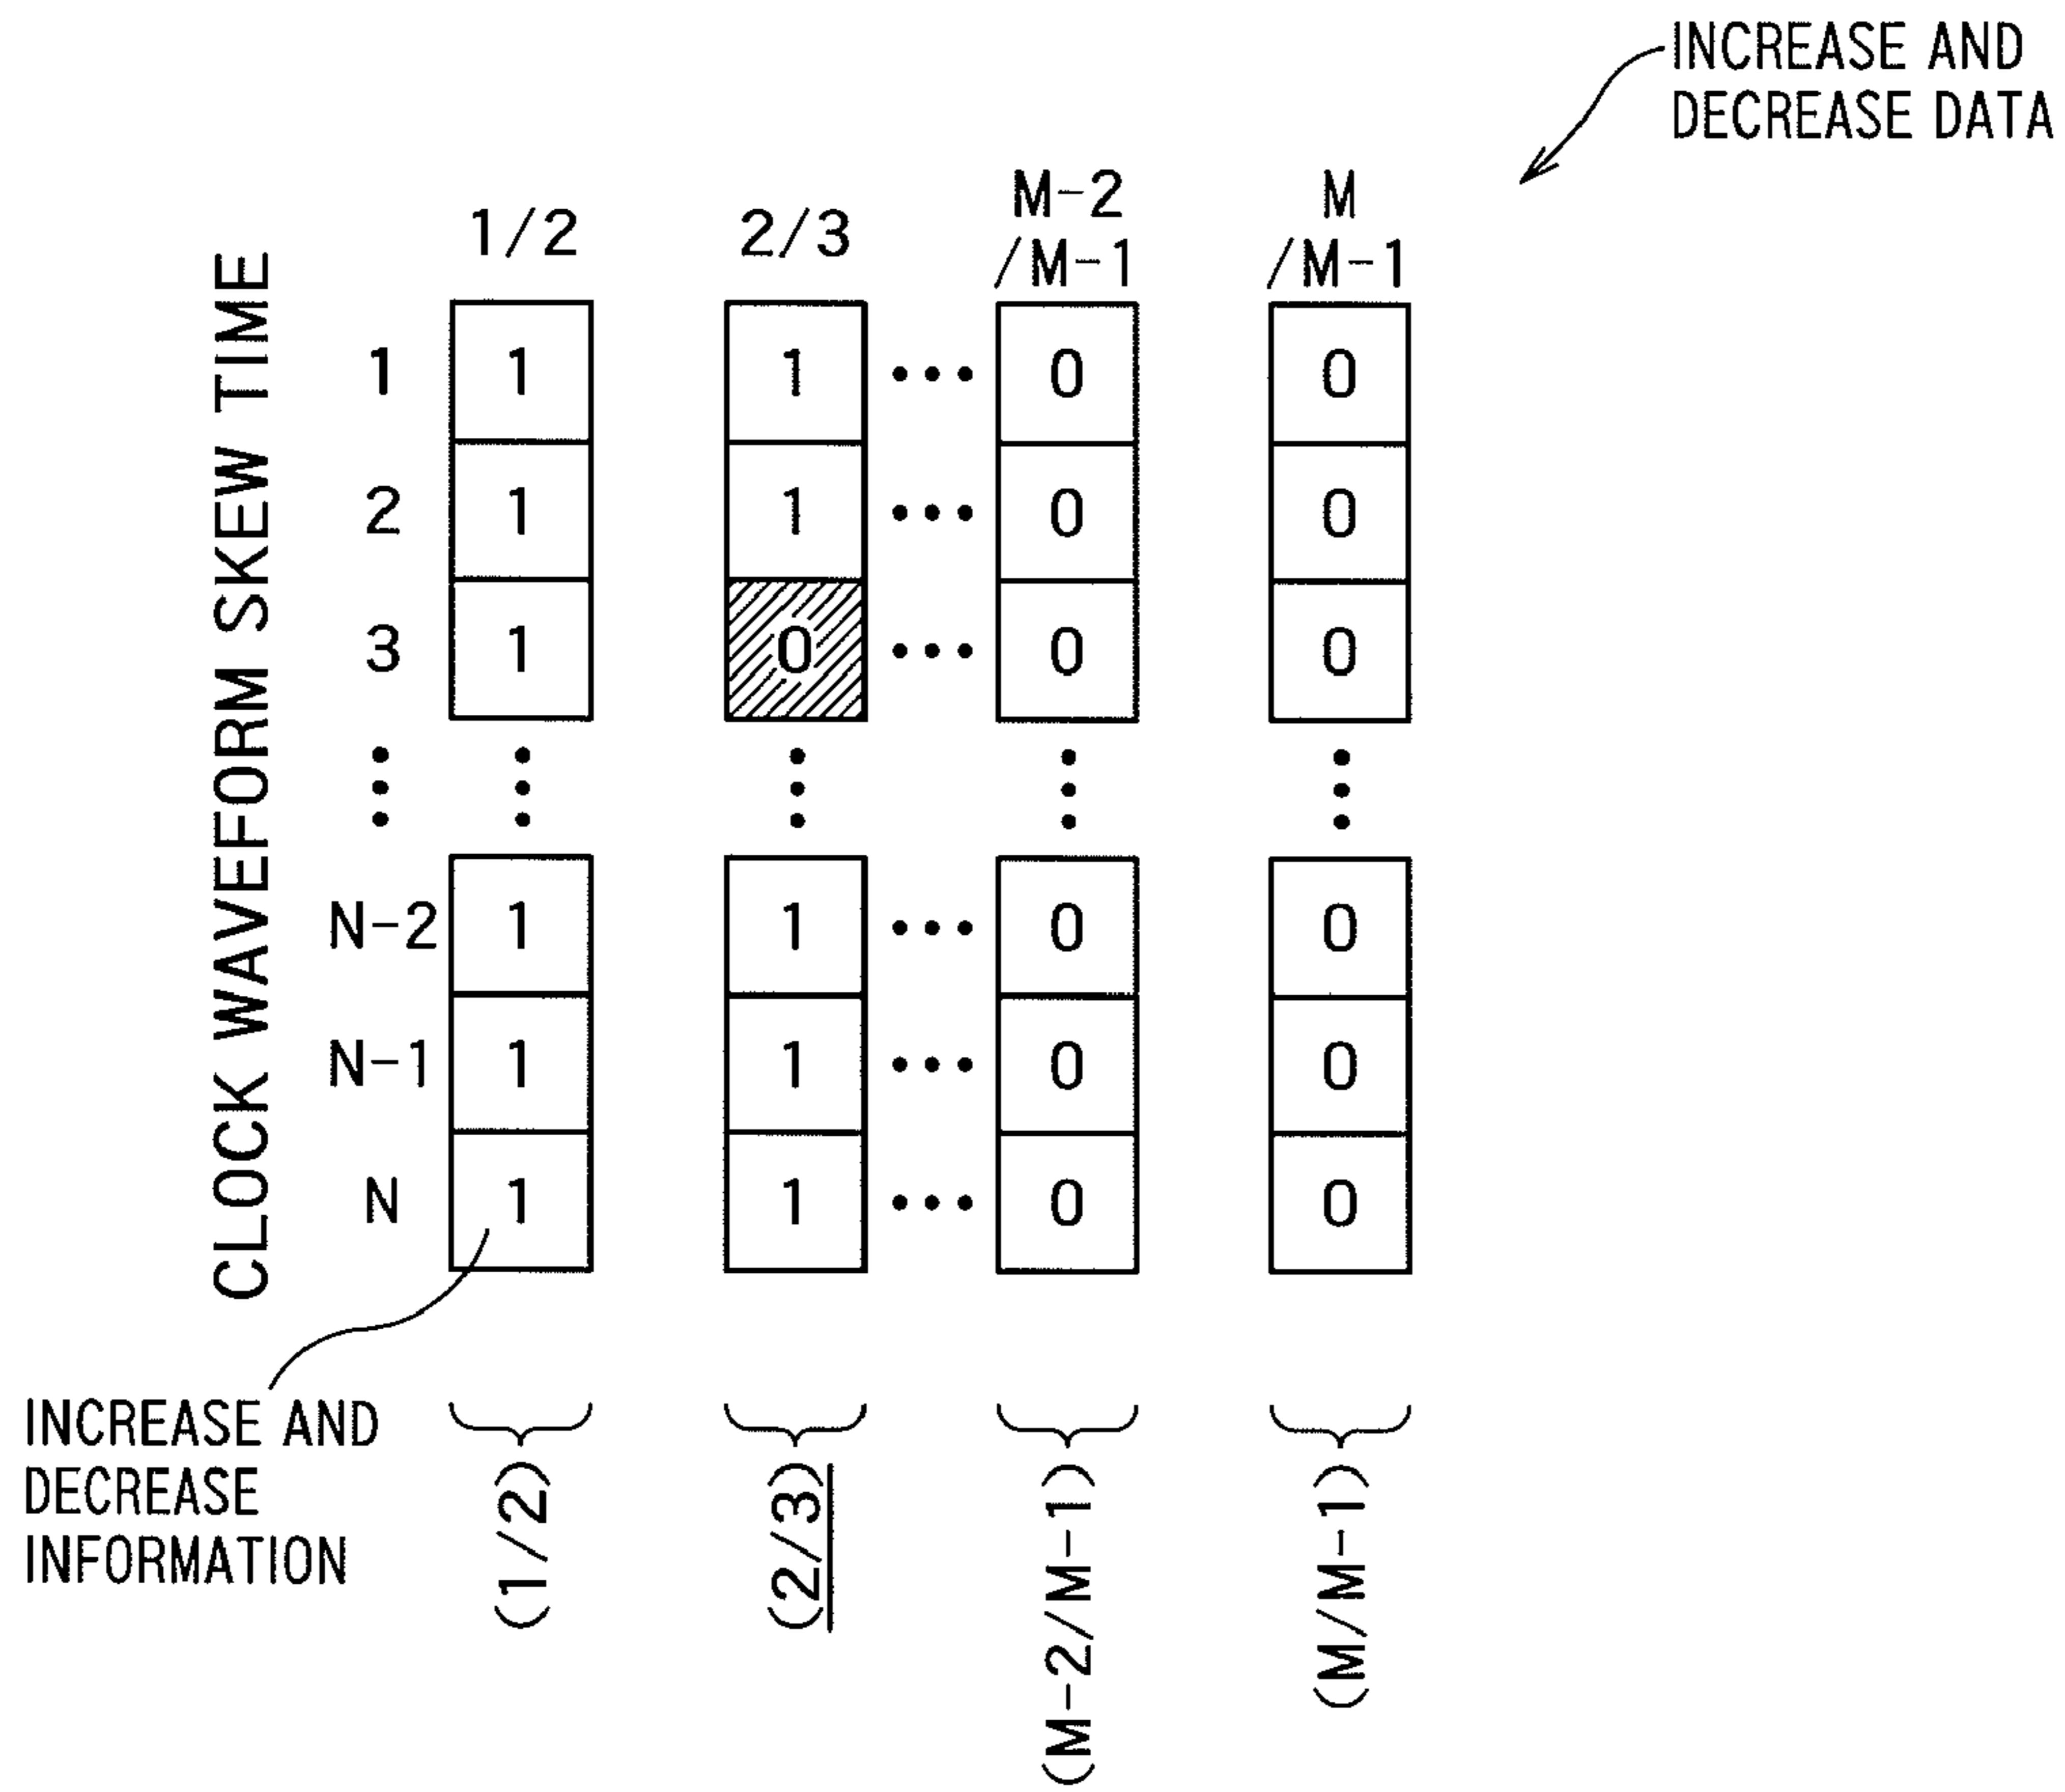 INCREASE AND
DECREASE DATA
1/2 2/3 M-2 /M-1 M /M-1
CLOCK WAVEFORM SKEW TIME
1 1 1 ••• 0 0
2 1 1 ••• 0 0
3 1 0 ••• 0 0
N-2 1 1 ••• 0 0
N-1 1 1 ••• 0 0
N 1 1 ••• 0 0
INCREASE AND
DECREASE
INFORMATION
(1/2)
(2/3)
(M-2/M-1)
(M/M-1)